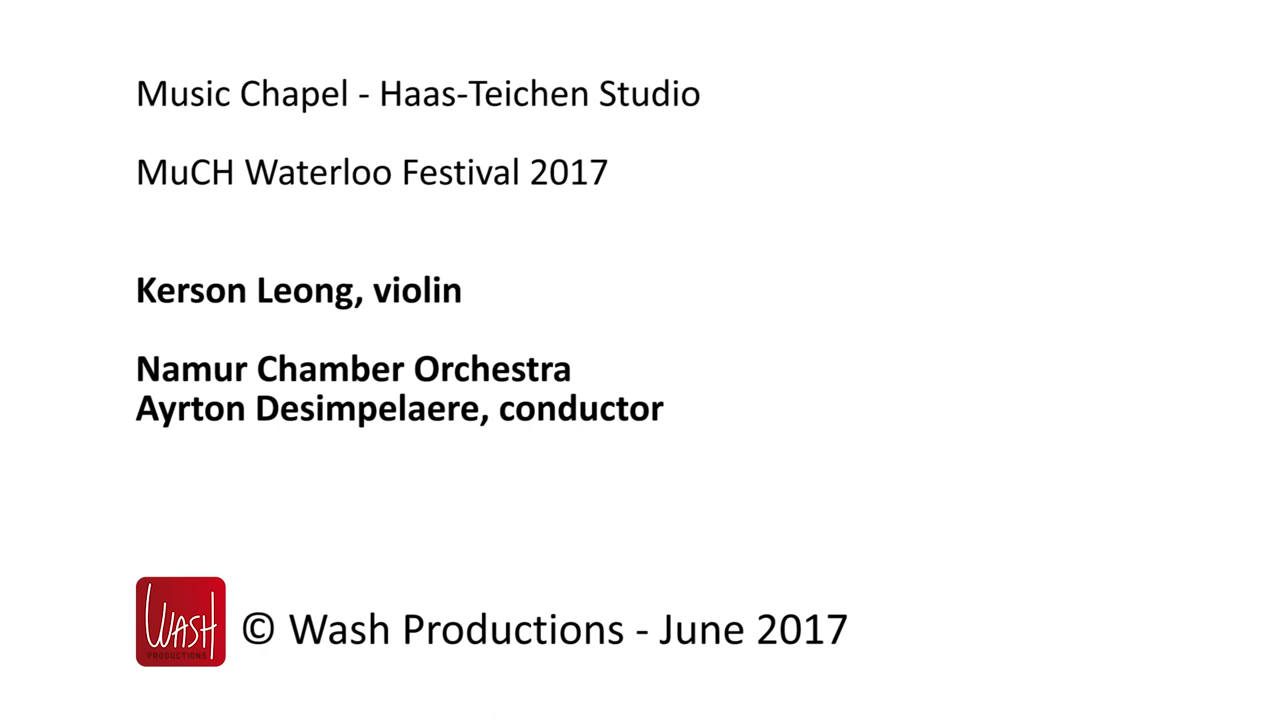 Music Chapel - Haas-Teichen Studio
MuCH Waterloo Festival 2017
Kerson Leong, violin
Namur Chamber Orchestra
Ayrton Desimpelaere, conductor
WASH
PRODUCTIONS
© Wash Productions - June 2017